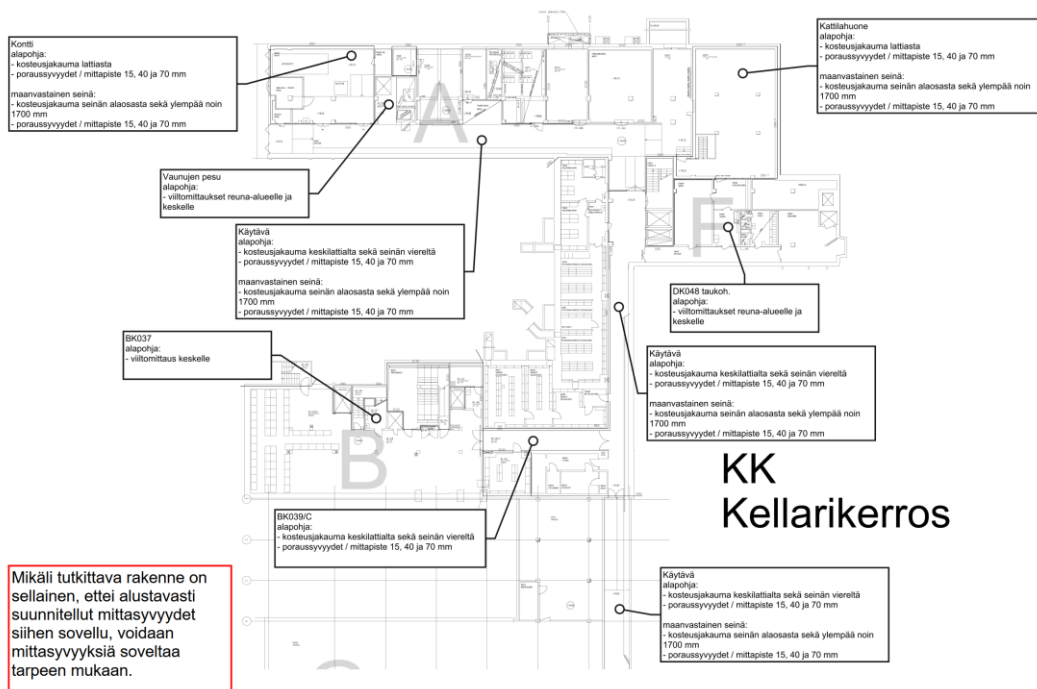 Kontti
alapohja:
- kosteusjakauma lattiasta
- poraussyvyydet / mittapiste 15, 40 ja 70 mm
maanvastainen seinä:
- kosteusjakauma seinän alaosasta sekä ylempää noin
1700 mm
- poraussyvyydet / mittapiste 15, 40 ja 70 mm
Kattilahuone
alapohja:
- kosteusjakauma lattiasta
- poraussyvyydet / mittapiste 15, 40 ja 70 mm
maanvastainen seinä:
- kosteusjakauma seinän alaosasta sekä ylempää noin
1700 mm
- poraussyvyydet / mittapiste 15, 40 ja 70 mm
A
Vaunujen pesu
alapohja:
- viiltomittaukset reuna-alueelle ja
keskelle
Käytävä
alapohja:
- kosteusjakauma keskilattialta sekä seinän viereltä
- poraussyvyydet / mittapiste 15, 40 ja 70 mm
maanvastainen seinä:
- kosteusjakauma seinän alaosasta sekä ylempää noin
1700 mm
- poraussyvyydet / mittapiste 15, 40 ja 70 mm
F
DK048 taukoh.
alapohja:
- viiltomittaukset reuna-alueelle ja
keskelle
BK037
alapohja:
- viiltomittaus keskelle
Käytävä
alapohja:
- kosteusjakauma keskilattialta sekä seinän viereltä
- poraussyvyydet / mittapiste 15, 40 ja 70 mm
maanvastainen seinä:
- kosteusjakauma seinän alaosasta sekä ylempää noin
1700 mm
- poraussyvyydet / mittapiste 15, 40 ja 70 mm
B
KK
Kellarikerros
BK039/C
alapohja:
- kosteusjakauma keskilattialta sekä seinän viereltä
- poraussyvyydet / mittapiste 15, 40 ja 70 mm
Mikäli tutkittava rakenne on
sellainen, ettei alustavasti
suunnitellut mittasyvyydet
siihen sovellu, voidaan
mittasyvyyksiä soveltaa
tarpeen mukaan.
Käytävä
alapohja:
- kosteusjakauma keskilattialta sekä seinän viereltä
- poraussyvyydet / mittapiste 15, 40 ja 70 mm
maanvastainen seinä:
- kosteusjakauma seinän alaosasta sekä ylempää noin
1700 mm
- poraussyvyydet / mittapiste 15, 40 ja 70 mm